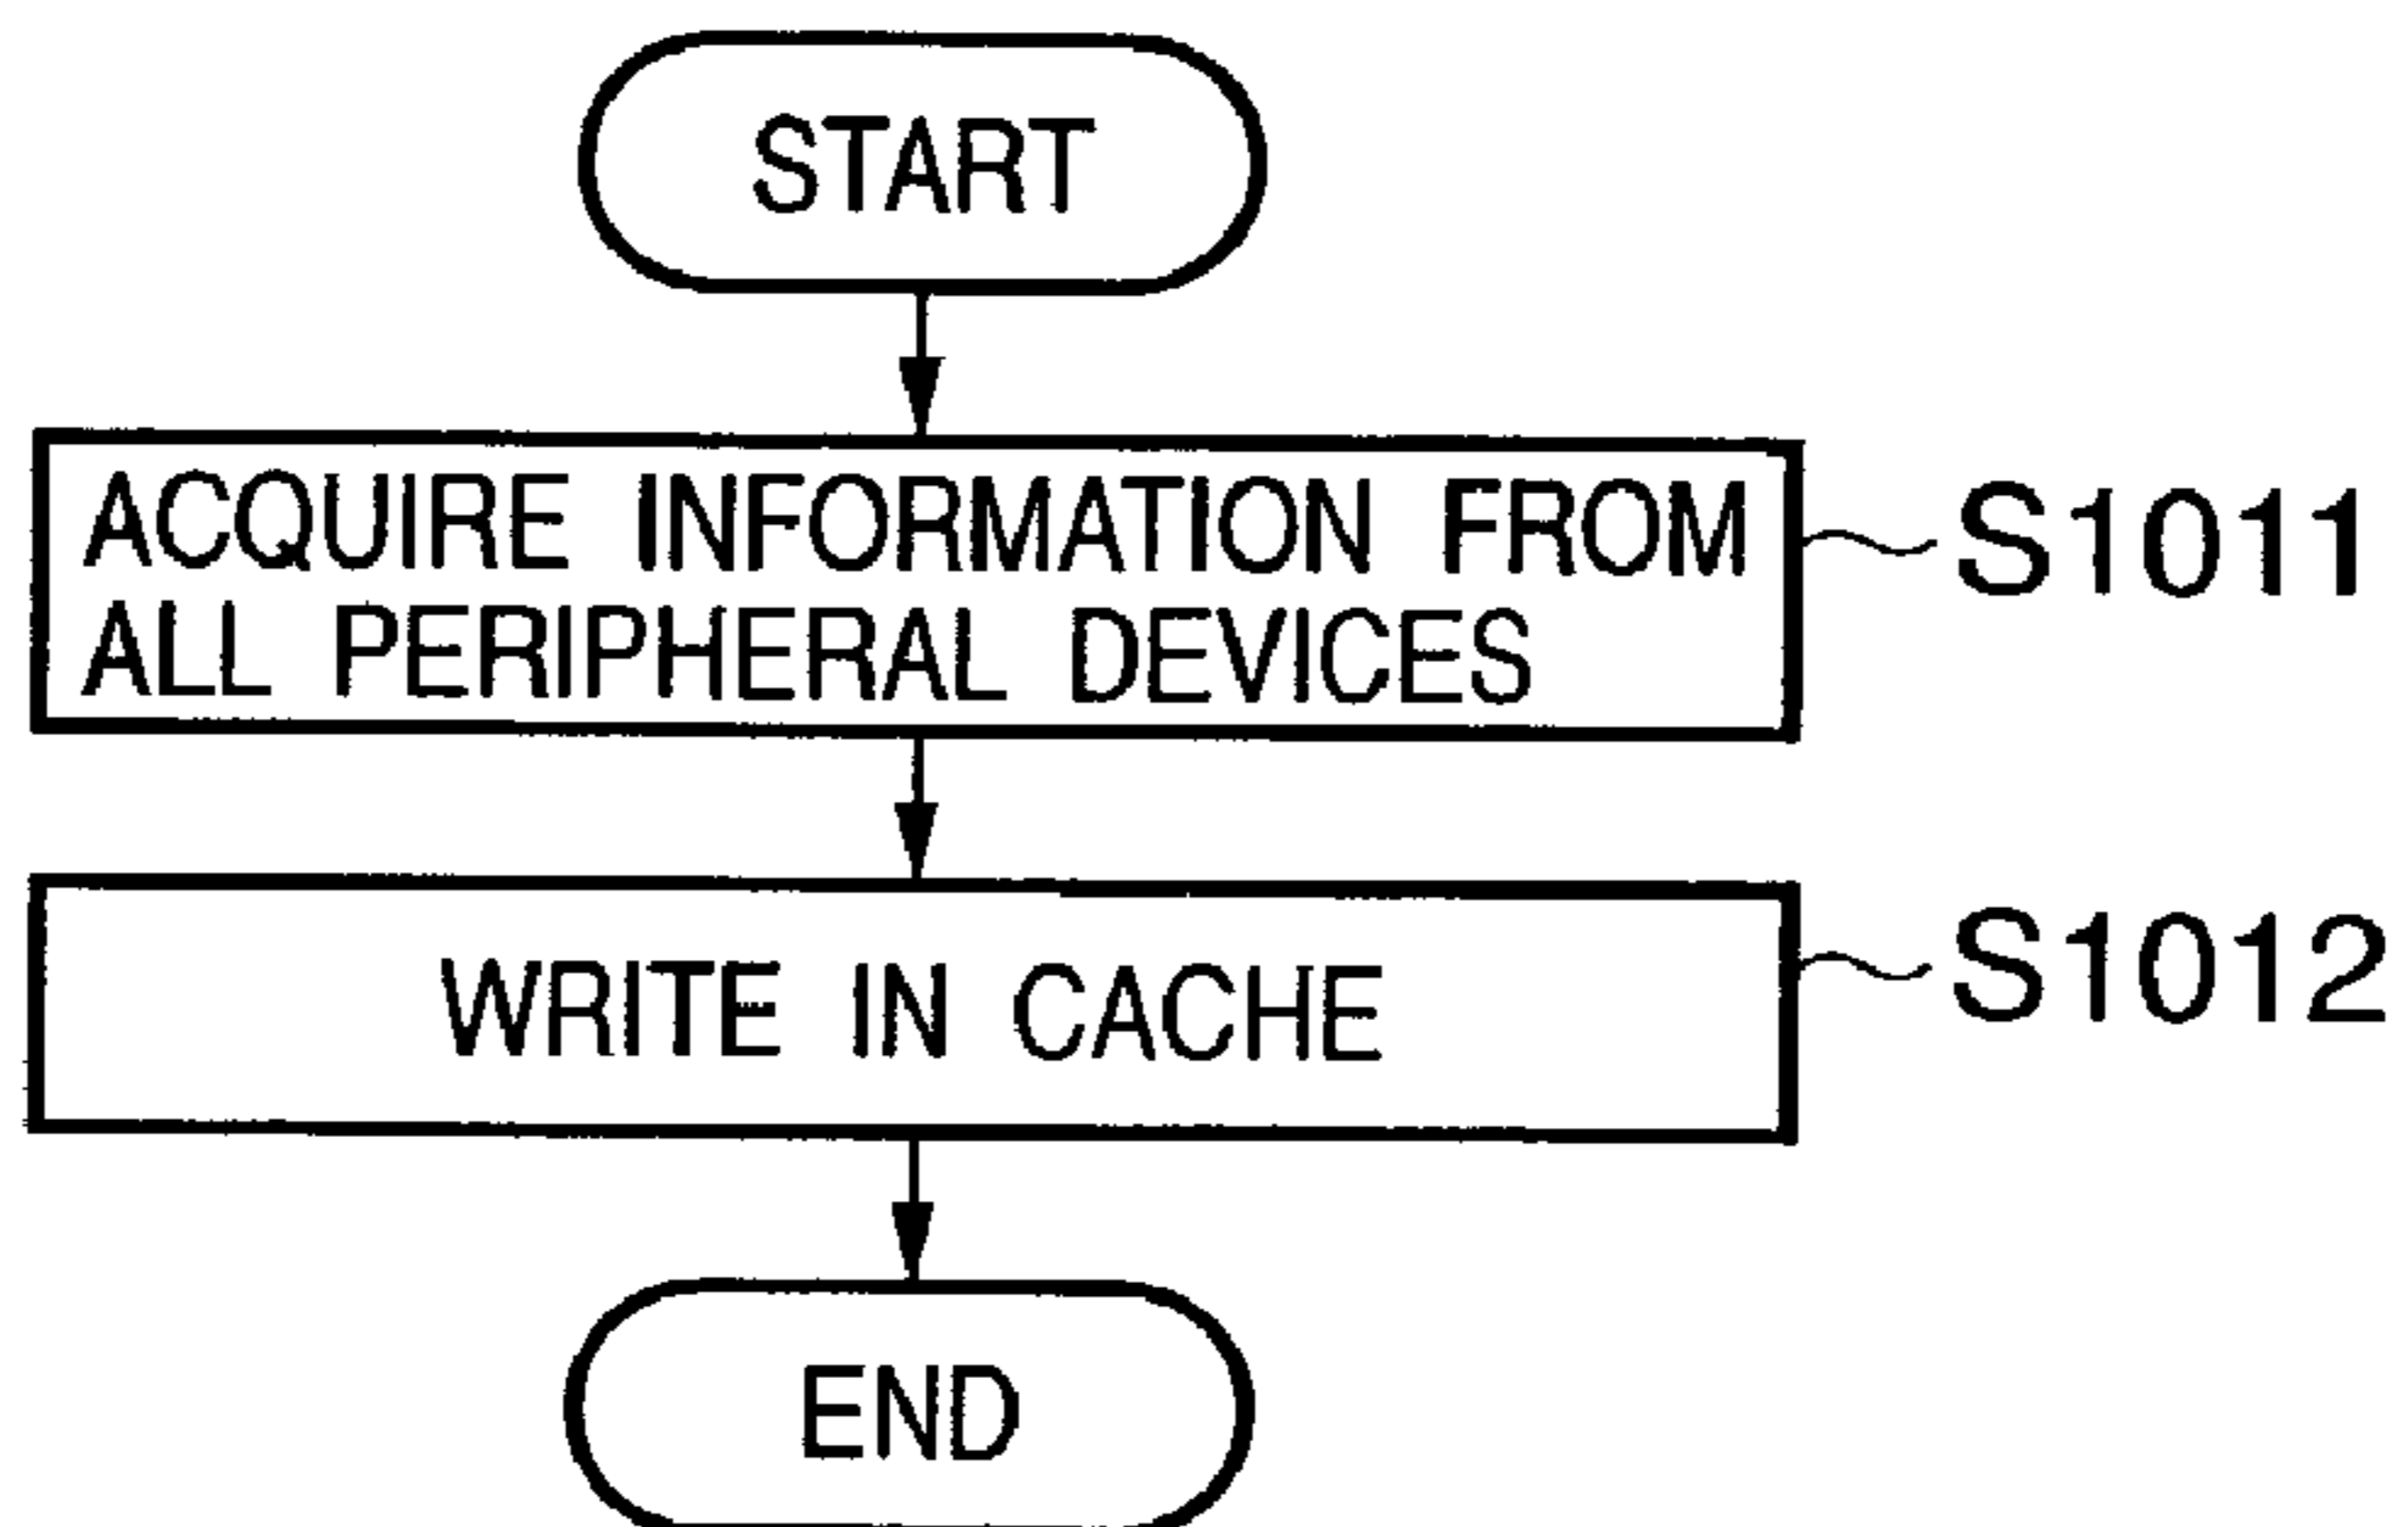 START
ACQUIRE INFORMATION FROM
ALL PERIPHERAL DEVICES
S1011
WRITE IN CACHE
S1012
END